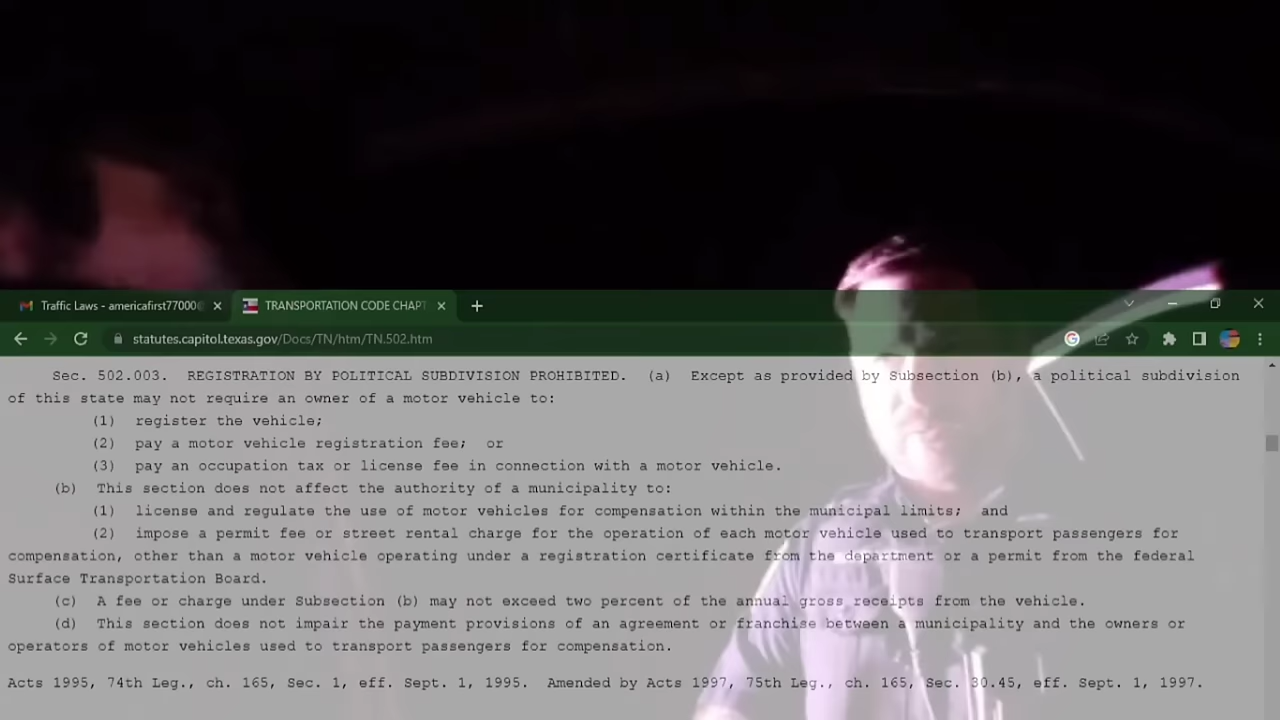 Traffic Laws - americafirst77000
TRANSPORTATION CODE CHAPT
statutes.capitol.texas.gov/Docs/TN/htm/TN.502.htm
Sec. 502.003. REGISTRATION BY POLITICAL SUBDIVISION PROHIBITED. (a) Except as provided by Subsection (b), a political subdivision
of this state may not require an owner of a motor vehicle to:
(1) register the vehicle;
(2) pay a motor vehicle registration fee; or
(3) pay an occupation tax or license fee in connection with a motor vehicle.
(b) This section does not affect the authority of a municipality to:
(1) license and regulate the use of motor vehicles for compensation within the municipal limits; and
(2) impose a permit fee or street rental charge for the operation of each motor vehicle used to transport passengers for
compensation, other than a motor vehicle operating under a registration certificate from the department or a permit from the federal
Surface Transportation Board.
(c) A fee or charge under Subsection (b) may not exceed two percent of the annual gross receipts from the vehicle.
(d) This section does not impair the payment provisions of an agreement or franchise between a municipality and the owners or
operators of motor vehicles used to transport passengers for compensation.
Acts 1995, 74th Leg., ch. 165, Sec. 1, eff. Sept. 1, 1995. Amended by Acts 1997, 75th Leg., ch. 165, Sec. 30.45, eff. Sept. 1, 1997.